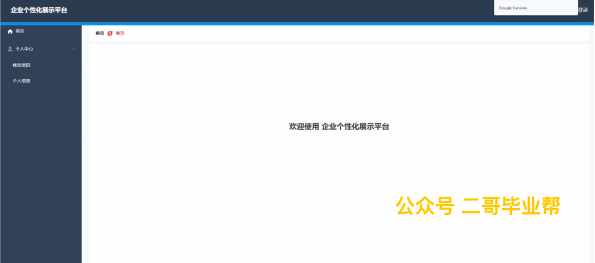 企业个性化展示平台
Google Translate
登录
首页
首页
首页
个人中心
修改密码
个人信息
欢迎使用 企业个性化展示平台
公众号 二哥毕业帮